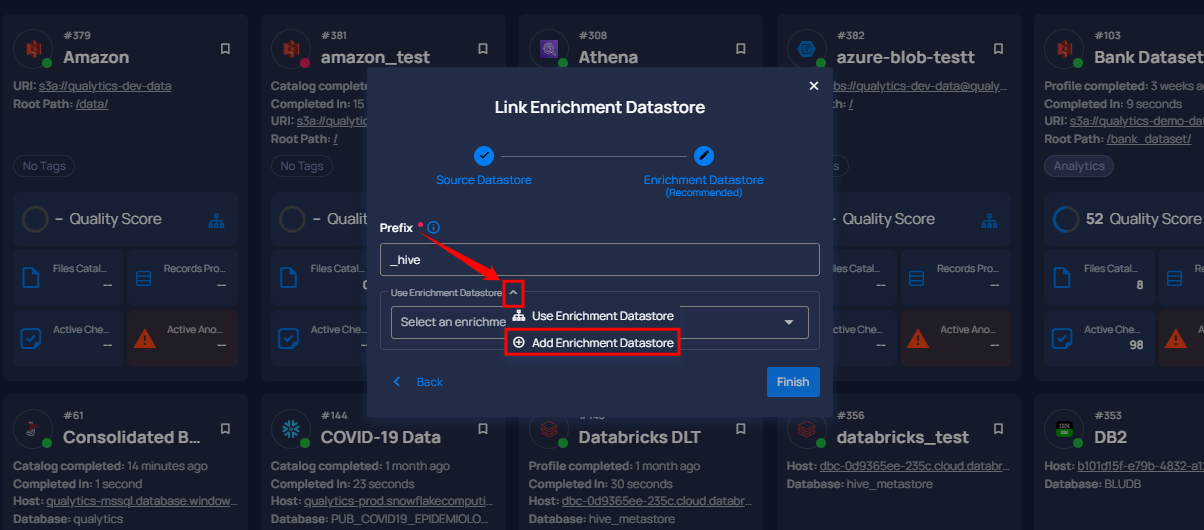 #379
Amazon
URI: s3a://qualytics-dev-data
Root Path: /data/
No Tags
– Quality Score
Files Catal...
--
Records Pro...
--
Active Che...
--
Active Ano...
--
#381
amazon_test
Catalog complet
Completed In: 15
URI: s3a://qualytic
Root Path: /
No Tags
– Qualit
Files Catal
Active Che
#308
Athena
#382
azure-blob-testt
bs://qualytics-dev-data@qualy...
: /
Quality Score
iles Catal...
--
Records Pro...
--
ctive Che...
--
Active Ano...
--
#103
Bank Dataset
Profile completed: 3 weeks ag
Completed In: 9 seconds
URI: s3a://qualytics-demo-dat
Root Path: /bank_dataset/
Analytics
52 Quality Score
Files Catal...
8
Active Che...
98
Link Enrichment Datastore
Source Datastore
Enrichment Datastore
(Recommended)
Prefix
_hive
Use Enrichment Datastore
Select an enrichme
Use Enrichment Datastore
Add Enrichment Datastore
Back
Finish
#61
Consolidated B...
Catalog completed: 14 minutes ago
Completed In: 1 second
Host: qualytics-mssql.database.window...
Database: qualytics
#144
COVID-19 Data
Catalog completed: 1 month ago
Completed In: 23 seconds
Host: qualytics-prod.snowflakecomputi...
Database: PUB_COVID19_EPIDEMIOLO...
Databricks DLT
Profile completed: 1 month ago
Completed In: 30 seconds
Host: dbc-0d9365ee-235c.cloud.databr...
Database: hive_metastore
#356
databricks_test
Host: dbc-0d9365ee-235c.cloud.databr...
Database: hive_metastore
#353
DB2
Host: b101d15f-e79b-4832-a1
Database: BLUDB